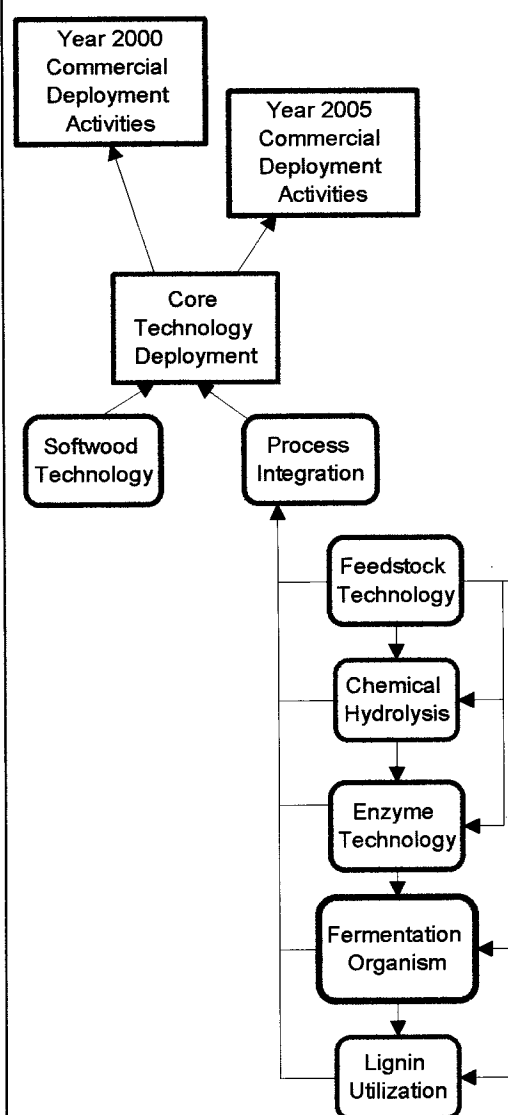 Year 2000
Commercial
Deployment
Activities
Year 2005
Commercial
Deployment
Activities
Core
Technology
Deployment
Softwood
Technology
Process
Integration
Feedstock
Technology
Chemical
Hydrolysis
Enzyme
Technology
Fermentation
Organism
Lignin
Utilization